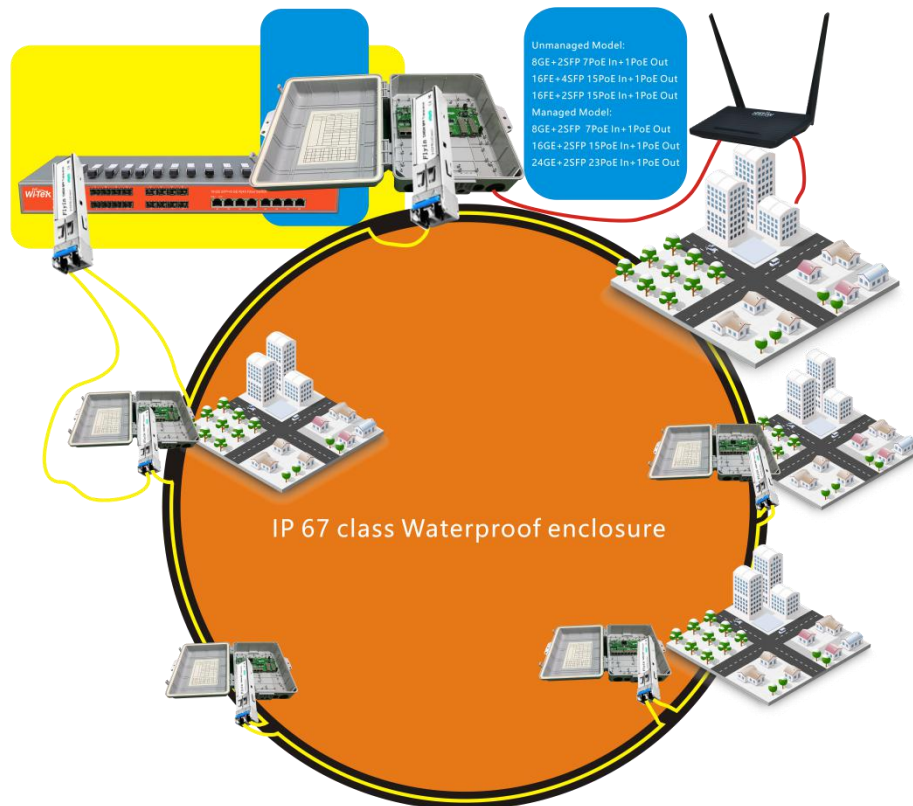 Unmanaged Model:
8GE+2SFP 7PoE In+1PoE Out
16FE+4SFP 15PoE In+1PoE Out
16FE+2SFP 15PoE In+1PoE Out
Managed Model:
8GE+2SFP  7PoE In+1PoE Out
16GE+2SFP 15PoE In+1PoE Out
24GE+2SFP 23PoE In+1PoE Out
Wi-Tek
Flyin
Flyin
IP 67 class Waterproof enclosure